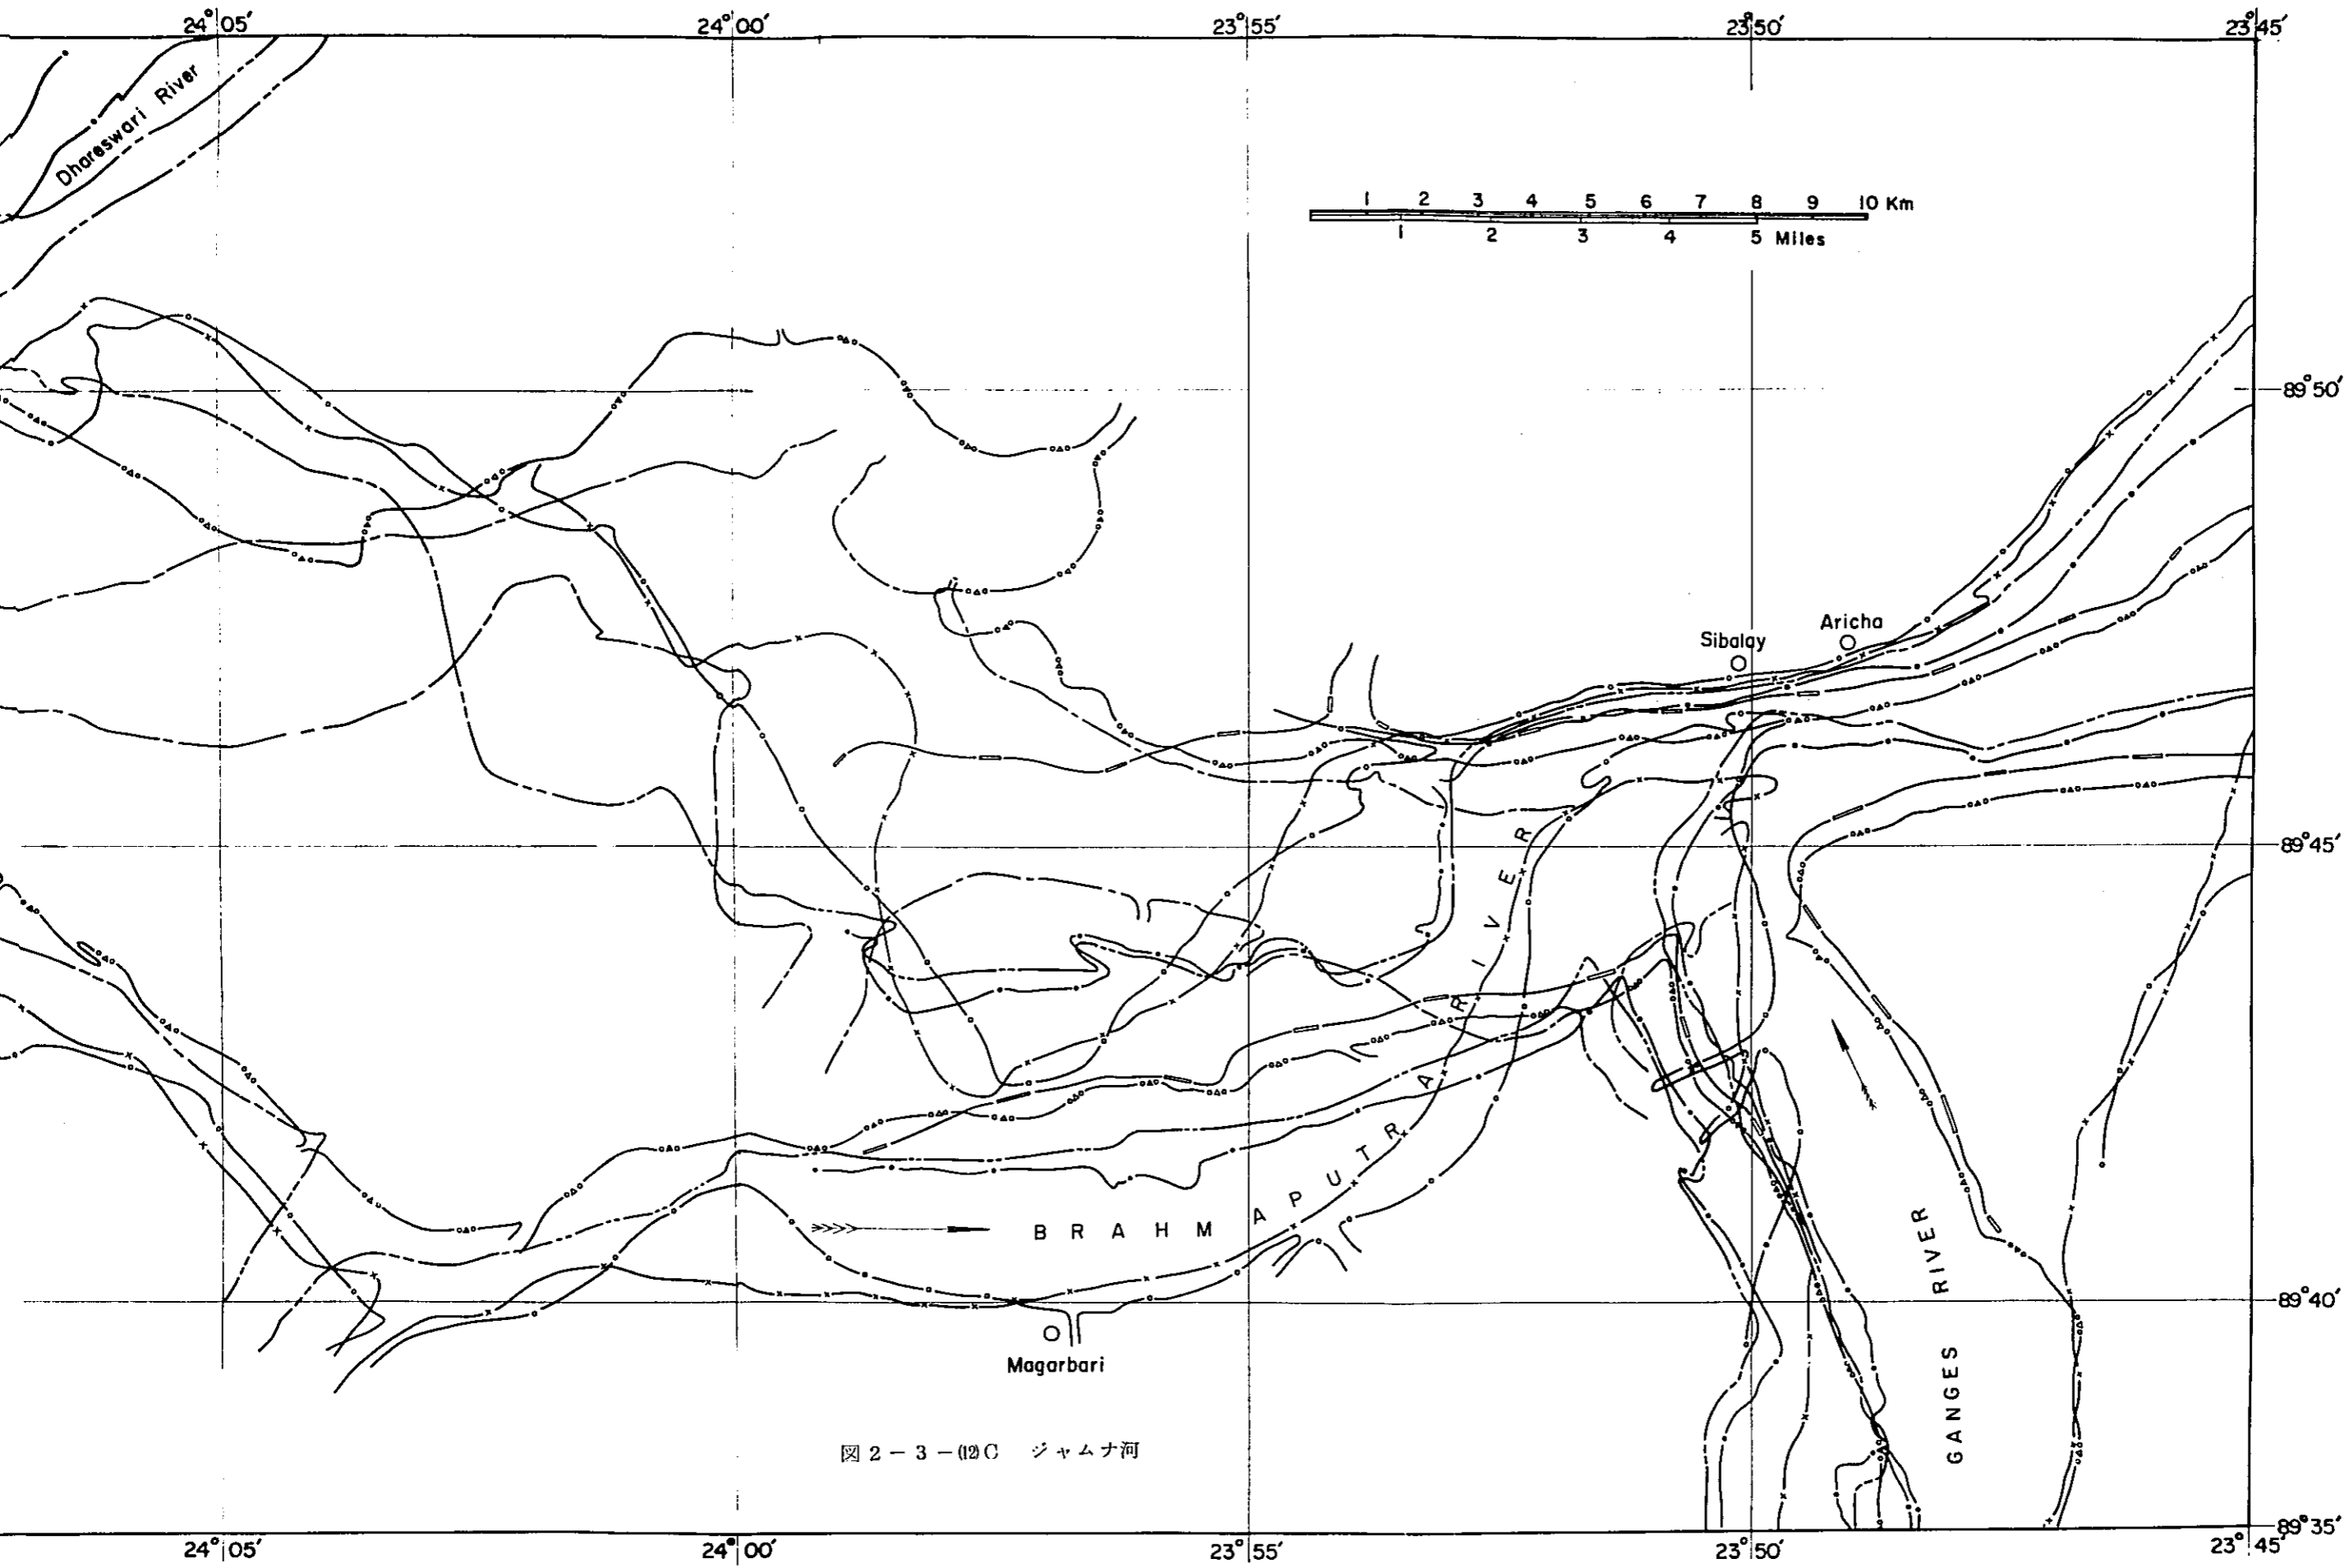 24°05′ 24°00′ 23°55′ 23°50′ 23°45′
Dhareswari River
1 2 3 4 5 6 7 8 9 10 Km
1 2 3 4 5 Miles
89°50′
Aricha
Sibalay
89°45′
BRAHMAPUTRA RIVER
GANGES RIVER
89°40′
Magarbari
図2-3-(12)C ジャムナ河
89°35′
24°05′ 24°00′ 23°55′ 23°50′ 23°45′